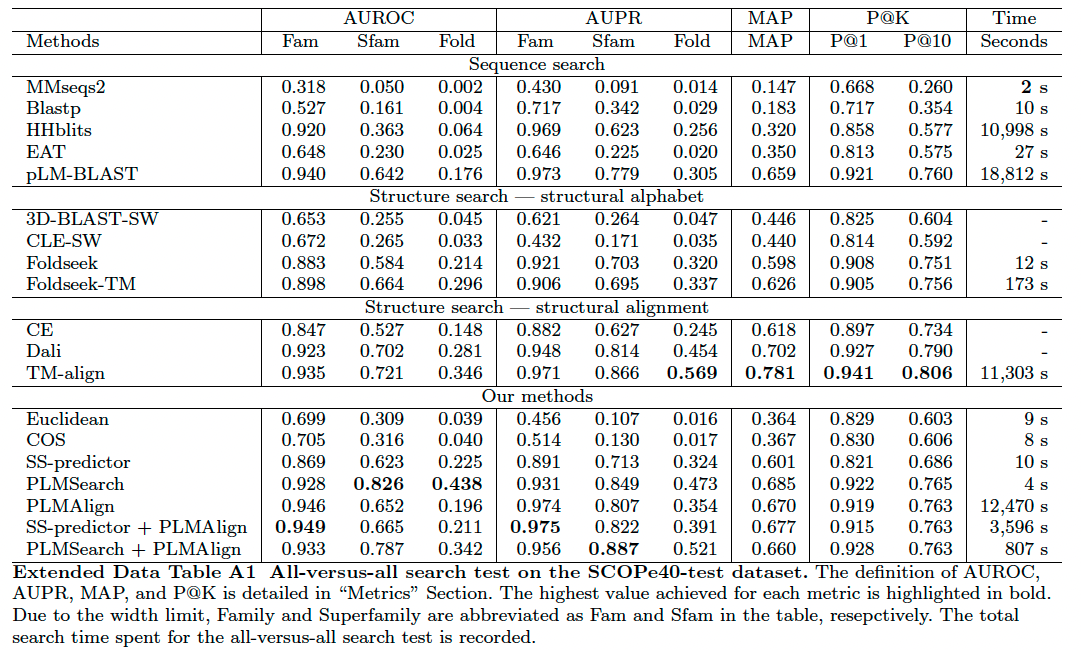 AUROC AUPR MAP P@K Time
Methods Fam Sfam Fold Fam Sfam Fold MAP P@1 P@10 Seconds
Sequence search
MMseqs2 0.318 0.050 0.002 0.430 0.091 0.014 0.147 0.668 0.260 2 s
Blastp 0.527 0.161 0.004 0.717 0.342 0.029 0.183 0.717 0.354 10 s
HHblits 0.920 0.363 0.064 0.969 0.623 0.256 0.320 0.858 0.577 10,998 s
EAT 0.648 0.230 0.025 0.646 0.225 0.020 0.350 0.813 0.575 27 s
pLM-BLAST 0.940 0.642 0.176 0.973 0.779 0.305 0.659 0.921 0.760 18,812 s
Structure search — structural alphabet
3D-BLAST-SW 0.653 0.255 0.045 0.621 0.264 0.047 0.446 0.825 0.604 -
CLE-SW 0.672 0.265 0.033 0.432 0.171 0.035 0.440 0.814 0.592 -
Foldseek 0.883 0.584 0.214 0.921 0.703 0.320 0.598 0.908 0.751 12 s
Foldseek-TM 0.898 0.664 0.296 0.906 0.695 0.337 0.626 0.905 0.756 173 s
Structure search — structural alignment
CE 0.847 0.527 0.148 0.882 0.627 0.245 0.618 0.897 0.734 -
Dali 0.923 0.702 0.281 0.948 0.814 0.454 0.702 0.927 0.790 -
TM-align 0.935 0.721 0.346 0.971 0.866 0.569 0.781 0.941 0.806 11,303 s
Our methods
Euclidean 0.699 0.309 0.039 0.456 0.107 0.016 0.364 0.829 0.603 9 s
COS 0.705 0.316 0.040 0.514 0.130 0.017 0.367 0.830 0.606 8 s
SS-predictor 0.869 0.623 0.225 0.891 0.713 0.324 0.601 0.821 0.686 10 s
PLMSearch 0.928 0.826 0.438 0.931 0.849 0.473 0.685 0.922 0.765 4 s
PLMAlign 0.946 0.652 0.196 0.974 0.807 0.354 0.670 0.919 0.763 12,470 s
SS-predictor + PLMAlign 0.949 0.665 0.211 0.975 0.822 0.391 0.677 0.915 0.763 3,596 s
PLMSearch + PLMAlign 0.933 0.787 0.342 0.956 0.887 0.521 0.660 0.928 0.763 807 s
Extended Data Table A1 All-versus-all search test on the SCOPe40-test dataset. The definition of AUROC,
AUPR, MAP, and P@K is detailed in “Metrics” Section. The highest value achieved for each metric is highlighted in bold.
Due to the width limit, Family and Superfamily are abbreviated as Fam and Sfam in the table, resepctively. The total
search time spent for the all-versus-all search test is recorded.